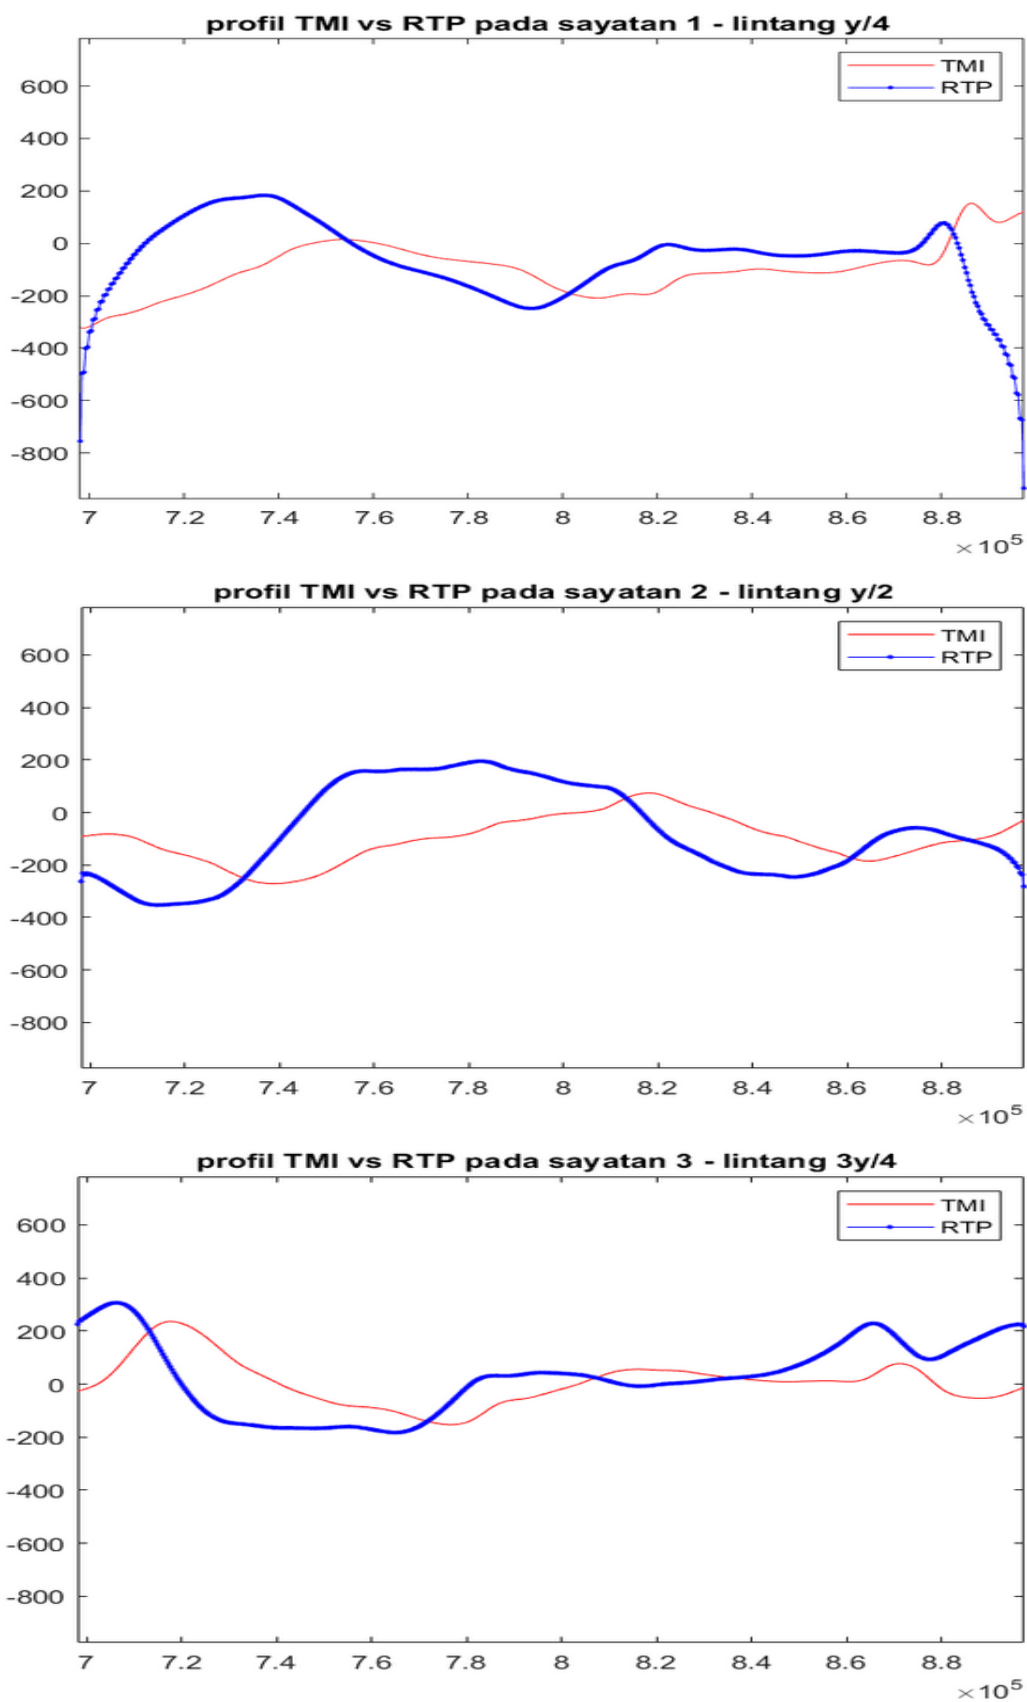 profil TMI vs RTP pada sayatan 1 - lintang y/4
TMI
RTP
600
400
200
0
-200
-400
-600
-800
7 7.2 7.4 7.6 7.8 8 8.2 8.4 8.6 8.8
×10^5
profil TMI vs RTP pada sayatan 2 - lintang y/2
TMI
RTP
600
400
200
0
-200
-400
-600
-800
7 7.2 7.4 7.6 7.8 8 8.2 8.4 8.6 8.8
×10^5
profil TMI vs RTP pada sayatan 3 - lintang 3y/4
TMI
RTP
600
400
200
0
-200
-400
-600
-800
7 7.2 7.4 7.6 7.8 8 8.2 8.4 8.6 8.8
×10^5